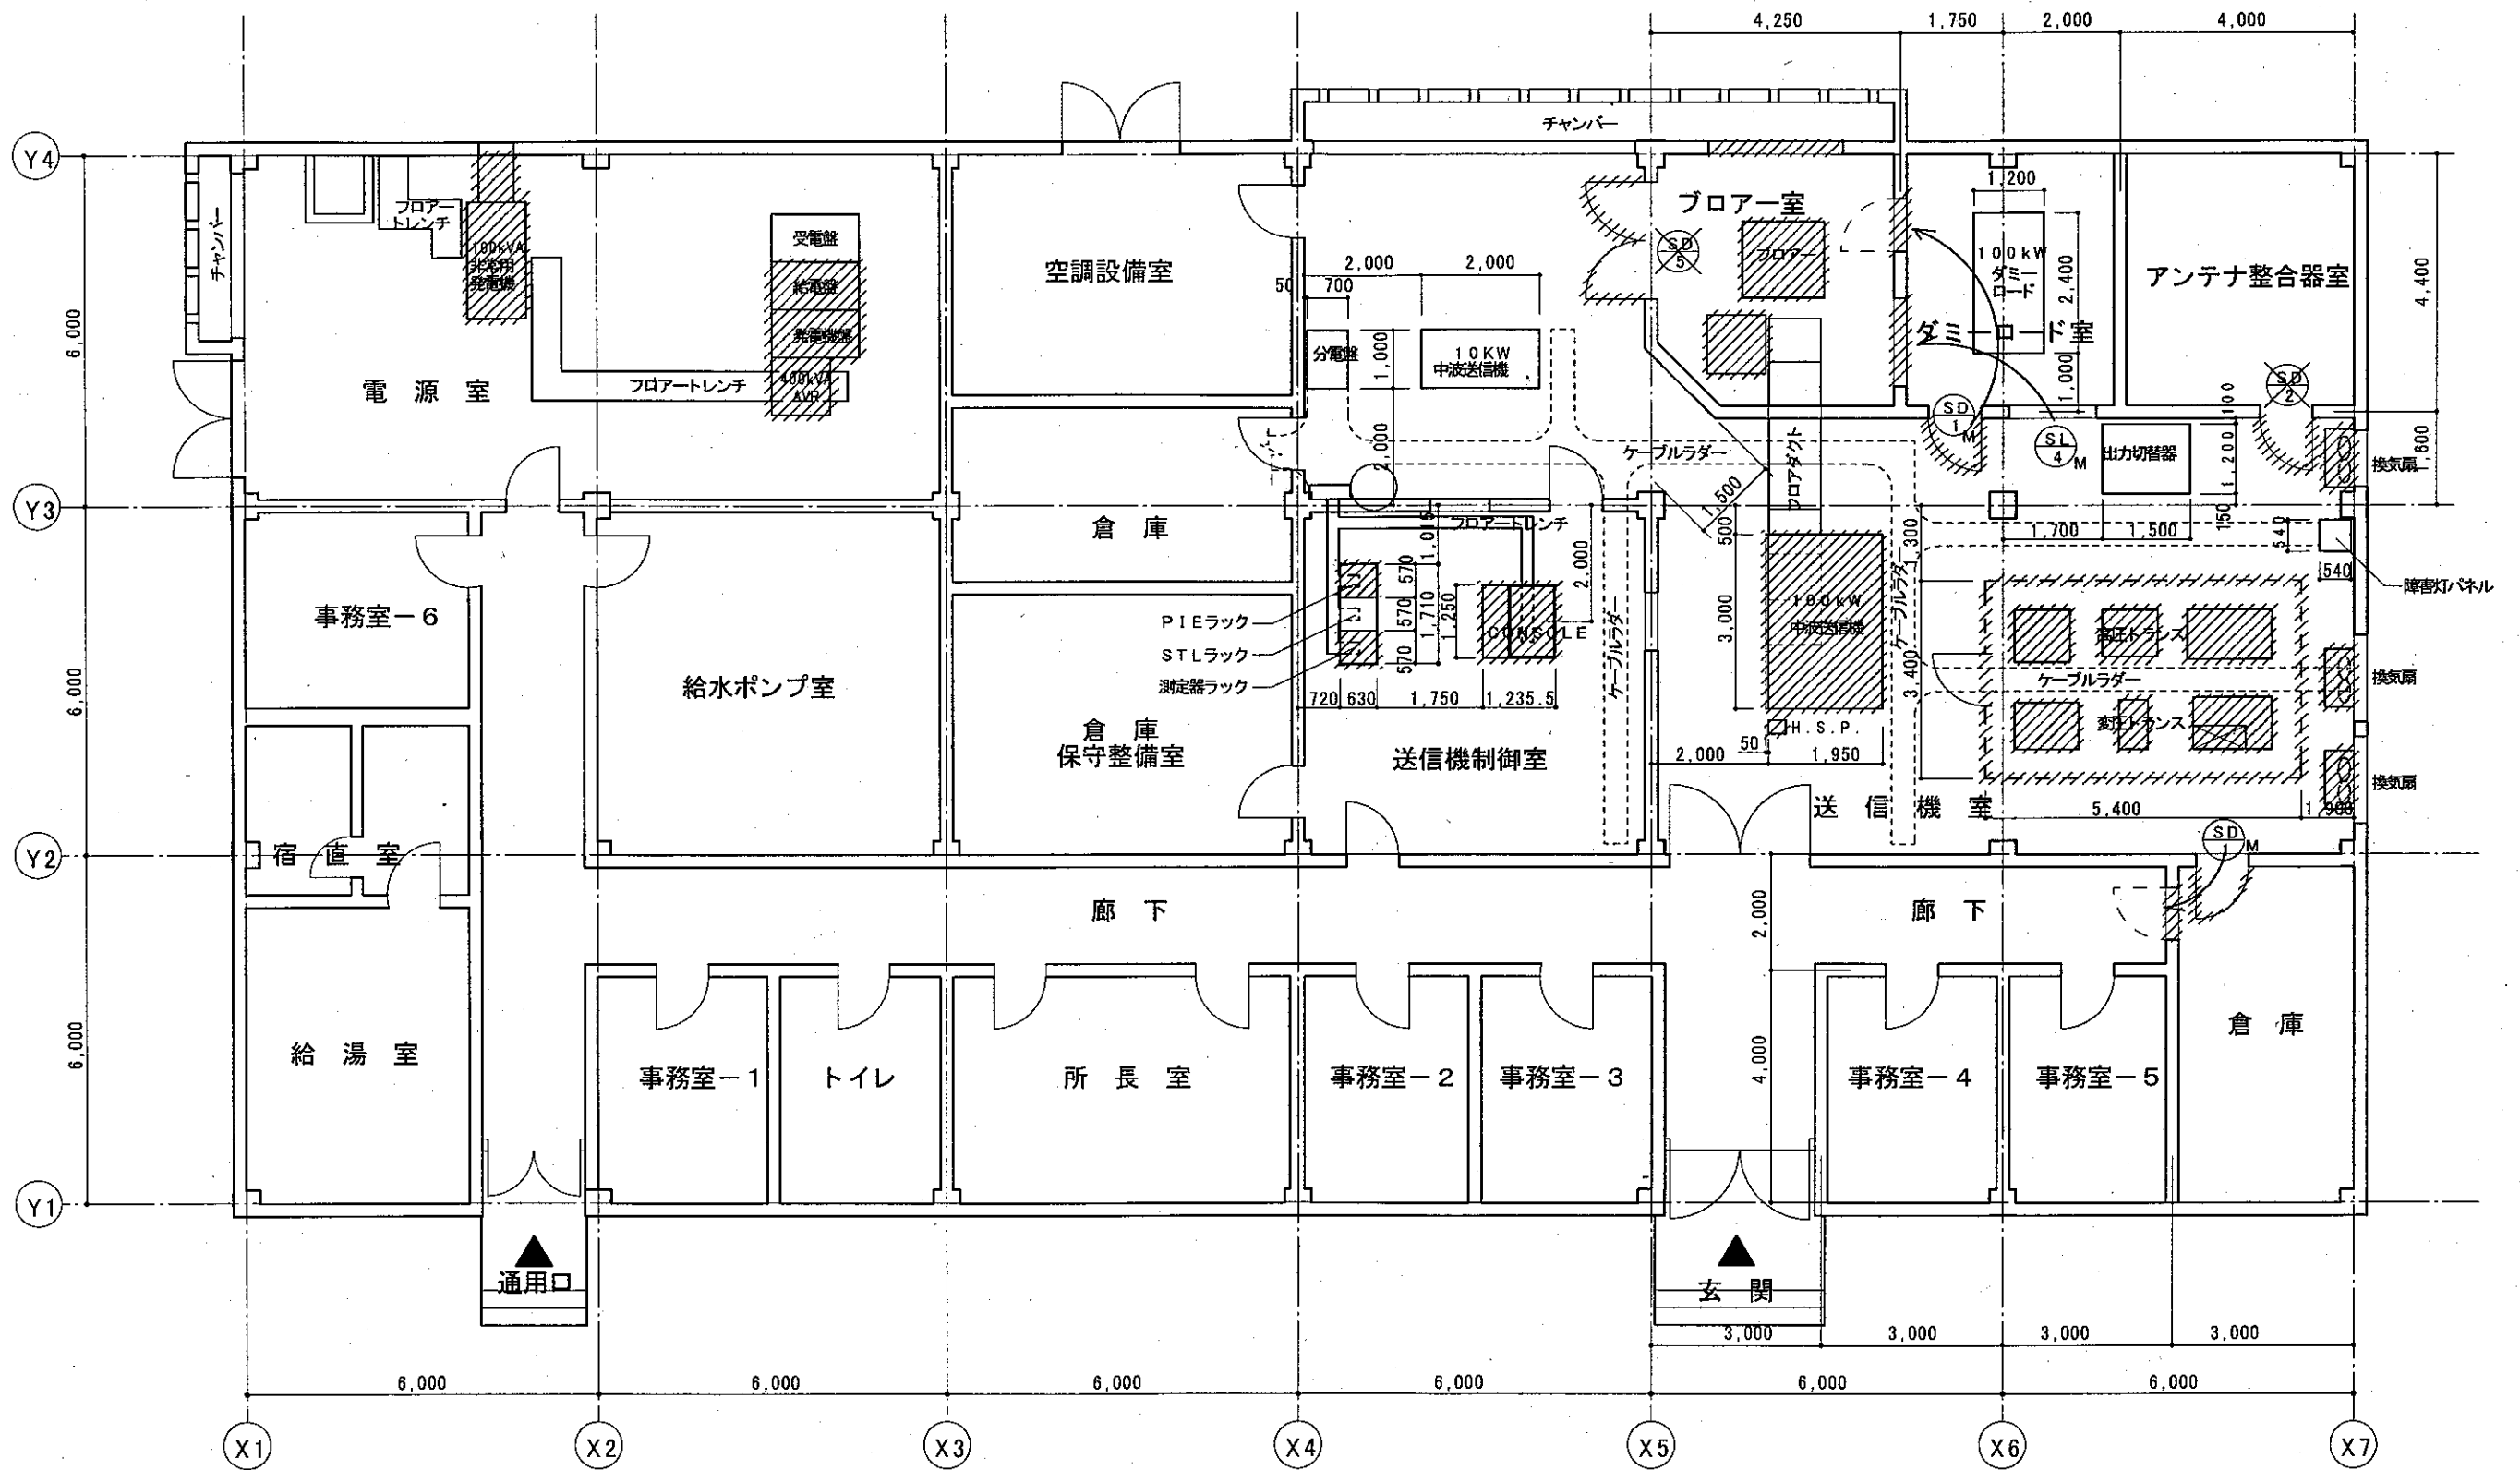 4,250
1,750
2,000
4,000
チャンバー
Y4
1,200
ブロアー室
フロアー
トレンチ
100kVA
非常用
発電機
チャンバー
受電盤
給電盤
発電機盤
400kVA
AVR
空調設備室
2,000
2,000
50
700
SD
5
ブロアー
100kW
ダミー
ロード
2,400
アンテナ整合器室
4,400
6,000
ダミーロード室
分電盤
1,000
10KW
中波送信機
1,000
電源室
フロアートレンチ
SD
2
100
SD
1
M
SL
4
M
1,600
2,000
ケーブルラダー
フロアダクト
出力切替器
1,200
換気扇
Y3
1,500
フロアートレンチ
倉庫
500
300
1,700
1,500
150
540
2,000
570
540
障害灯パネル
事務室−6
PIEラック
570
1,710
1,250
CONSOLE
100kW
中波送信機
ケーブルラダー
高圧トランス
STLラック
3,000
測定器ラック
570
ケーブルラダー
3,400
ケーブルラダー
換気扇
6,000
給水ポンプ室
720
630
1,750
1,235.5
倉庫
保守整備室
H.S.P.
変圧トランス
50
2,000
1,950
送信機制御室
換気扇
送信機室
5,400
1,900
SD
1
M
Y2
宿直室
廊下
廊下
2,000
倉庫
6,000
給湯室
事務室−1
トイレ
所長室
事務室−2
事務室−3
4,000
事務室−4
事務室−5
Y1
通用口
玄関
3,000
3,000
3,000
3,000
6,000
6,000
6,000
6,000
6,000
6,000
X1
X2
X3
X4
X5
X6
X7